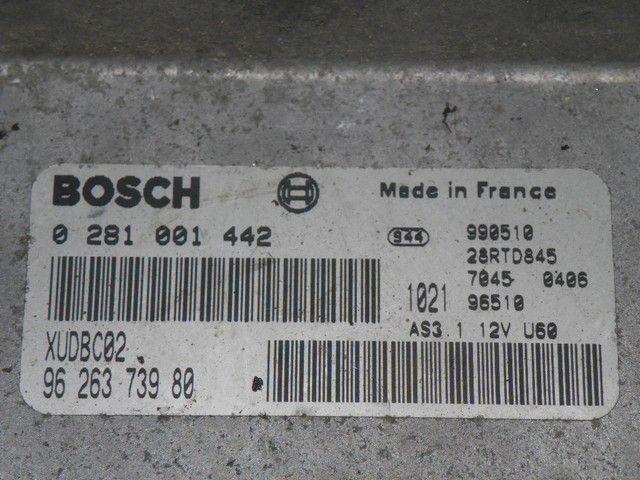 BOSCH Made in France
0 281 001 442 S44 990510
28RTD845
7045 0406
1021 96510
AS3.1 12V U60
XUDBC02
96 263 739 80